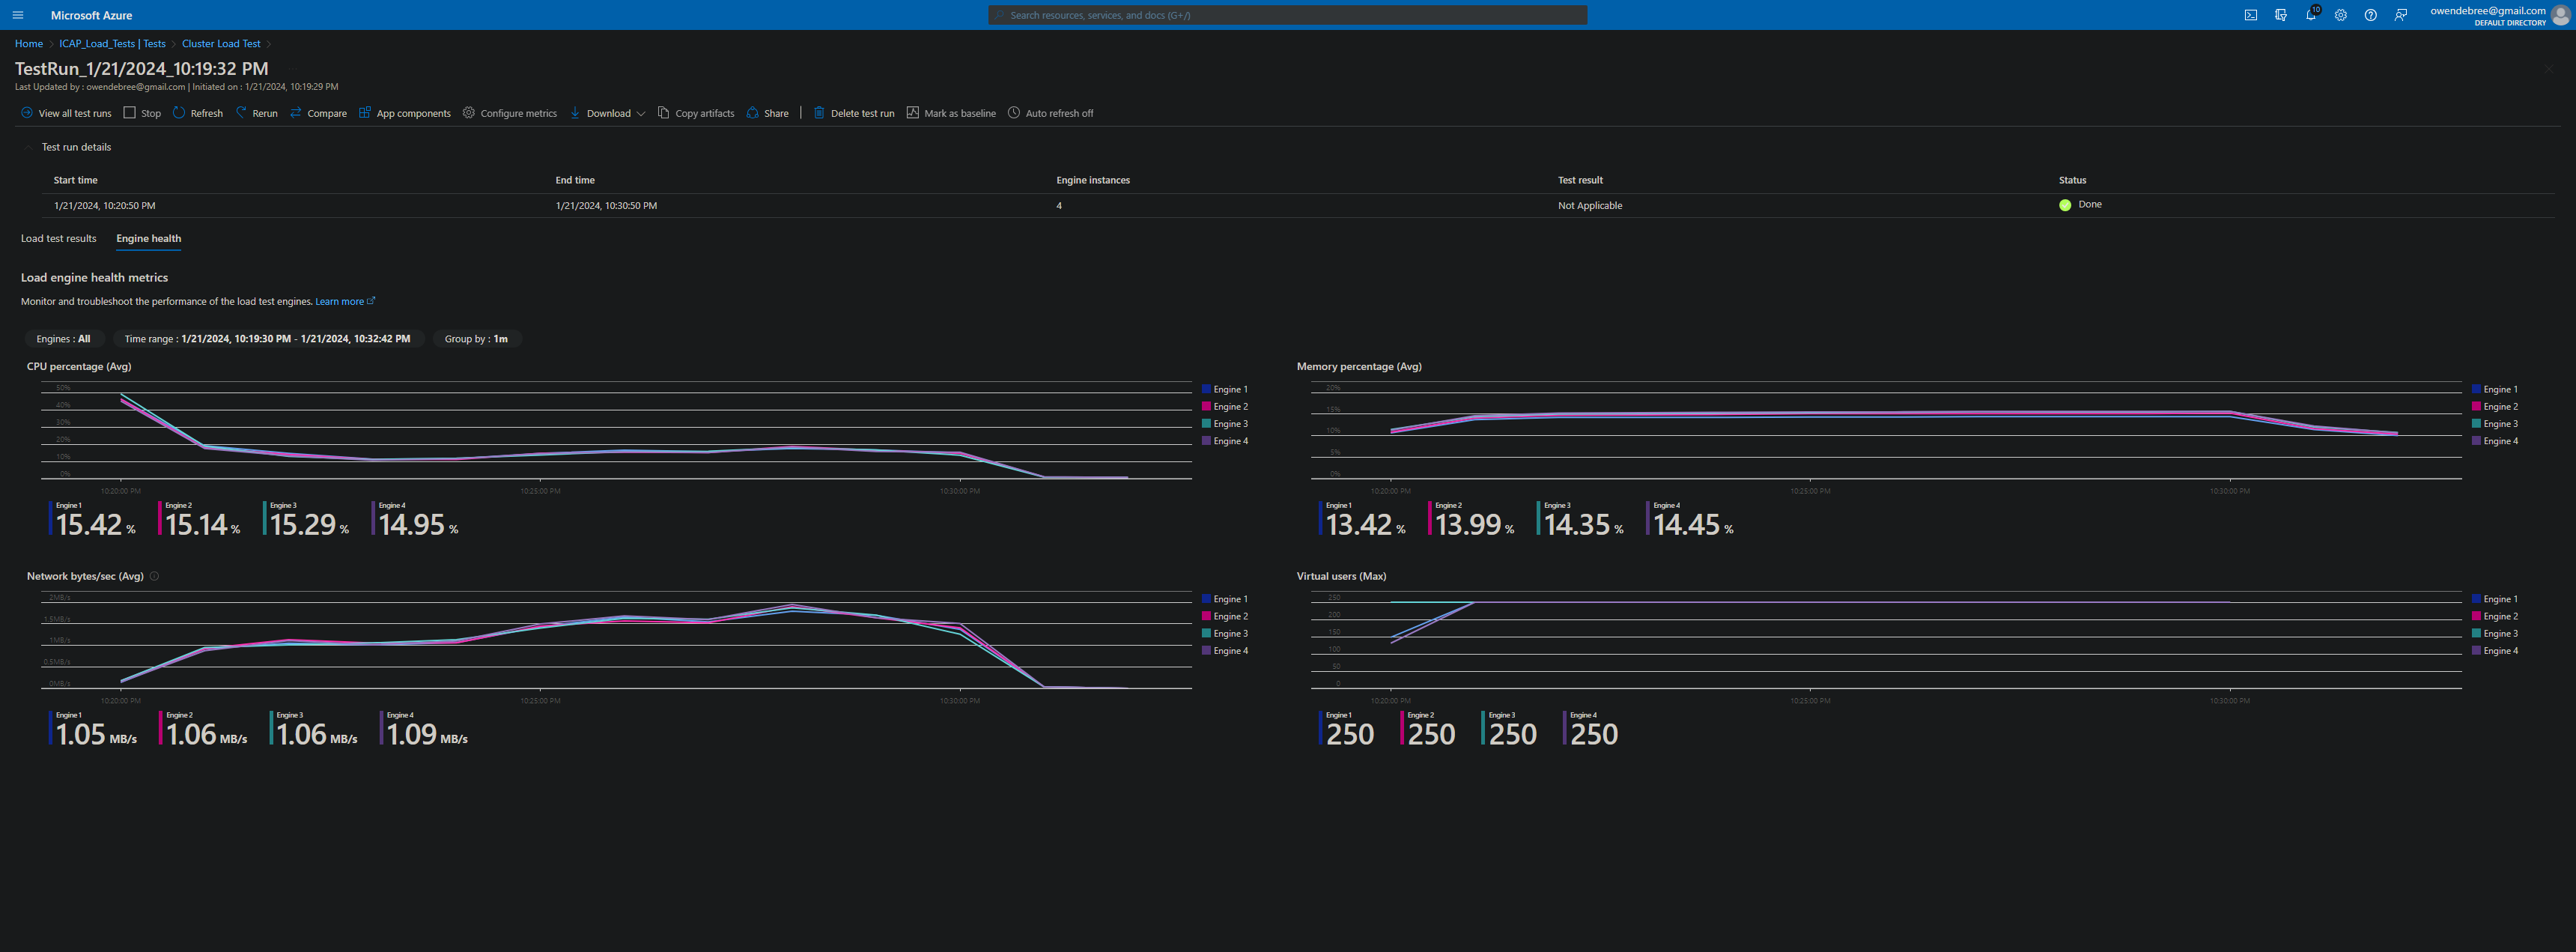 Microsoft Azure
Search resources, services, and docs (G+/)
10
owendebree@gmail.com
DEFAULT DIRECTORY
Home > ICAP_Load_Tests | Tests > Cluster Load Test >
TestRun_1/21/2024_10:19:32 PM
Last Updated by : owendebree@gmail.com | Initiated on : 1/21/2024, 10:19:29 PM
View all test runs Stop Refresh Rerun Compare App components Configure metrics Download Copy artifacts Share | Delete test run Mark as baseline Auto refresh off
Test run details
Start time End time Engine instances Test result Status
1/21/2024, 10:20:50 PM 1/21/2024, 10:30:50 PM 4 Not Applicable Done
Load test results Engine health
Load engine health metrics
Monitor and troubleshoot the performance of the load test engines. Learn more
Engines : All Time range : 1/21/2024, 10:19:30 PM - 1/21/2024, 10:32:42 PM Group by : 1m
CPU percentage (Avg)
50%
40%
30%
20%
10%
0%
10:20:00 PM 10:25:00 PM 10:30:00 PM
Engine 1
Engine 2
Engine 3
Engine 4
Engine 1 Engine 2 Engine 3 Engine 4
15.42 % 15.14 % 15.29 % 14.95 %
Memory percentage (Avg)
20%
15%
10%
5%
0%
10:20:00 PM 10:25:00 PM 10:30:00 PM
Engine 1
Engine 2
Engine 3
Engine 4
Engine 1 Engine 2 Engine 3 Engine 4
13.42 % 13.99 % 14.35 % 14.45 %
Network bytes/sec (Avg)
2MB/s
1.5MB/s
1MB/s
0.5MB/s
0MB/s
10:20:00 PM 10:25:00 PM 10:30:00 PM
Engine 1
Engine 2
Engine 3
Engine 4
Engine 1 Engine 2 Engine 3 Engine 4
1.05 MB/s 1.06 MB/s 1.06 MB/s 1.09 MB/s
Virtual users (Max)
250
200
150
100
50
0
10:20:00 PM 10:25:00 PM 10:30:00 PM
Engine 1
Engine 2
Engine 3
Engine 4
Engine 1 Engine 2 Engine 3 Engine 4
250 250 250 250